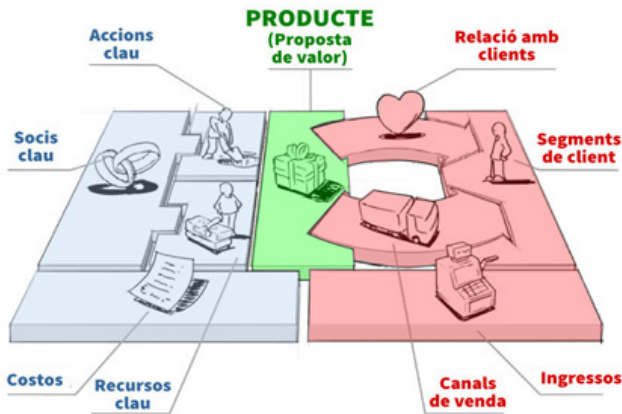 PRODUCTE
(Proposta
de valor)
Accions
clau
Relació amb
clients
Socis
clau
Segments
de client
Costos
Recursos
clau
Canals
de venda
Ingressos